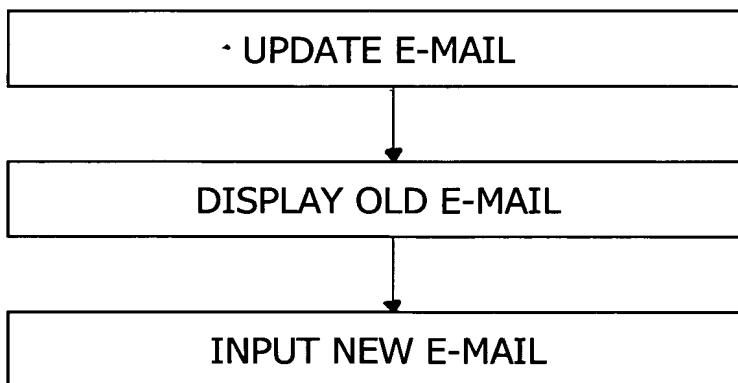 UPDATE E-MAIL
DISPLAY OLD E-MAIL
INPUT NEW E-MAIL